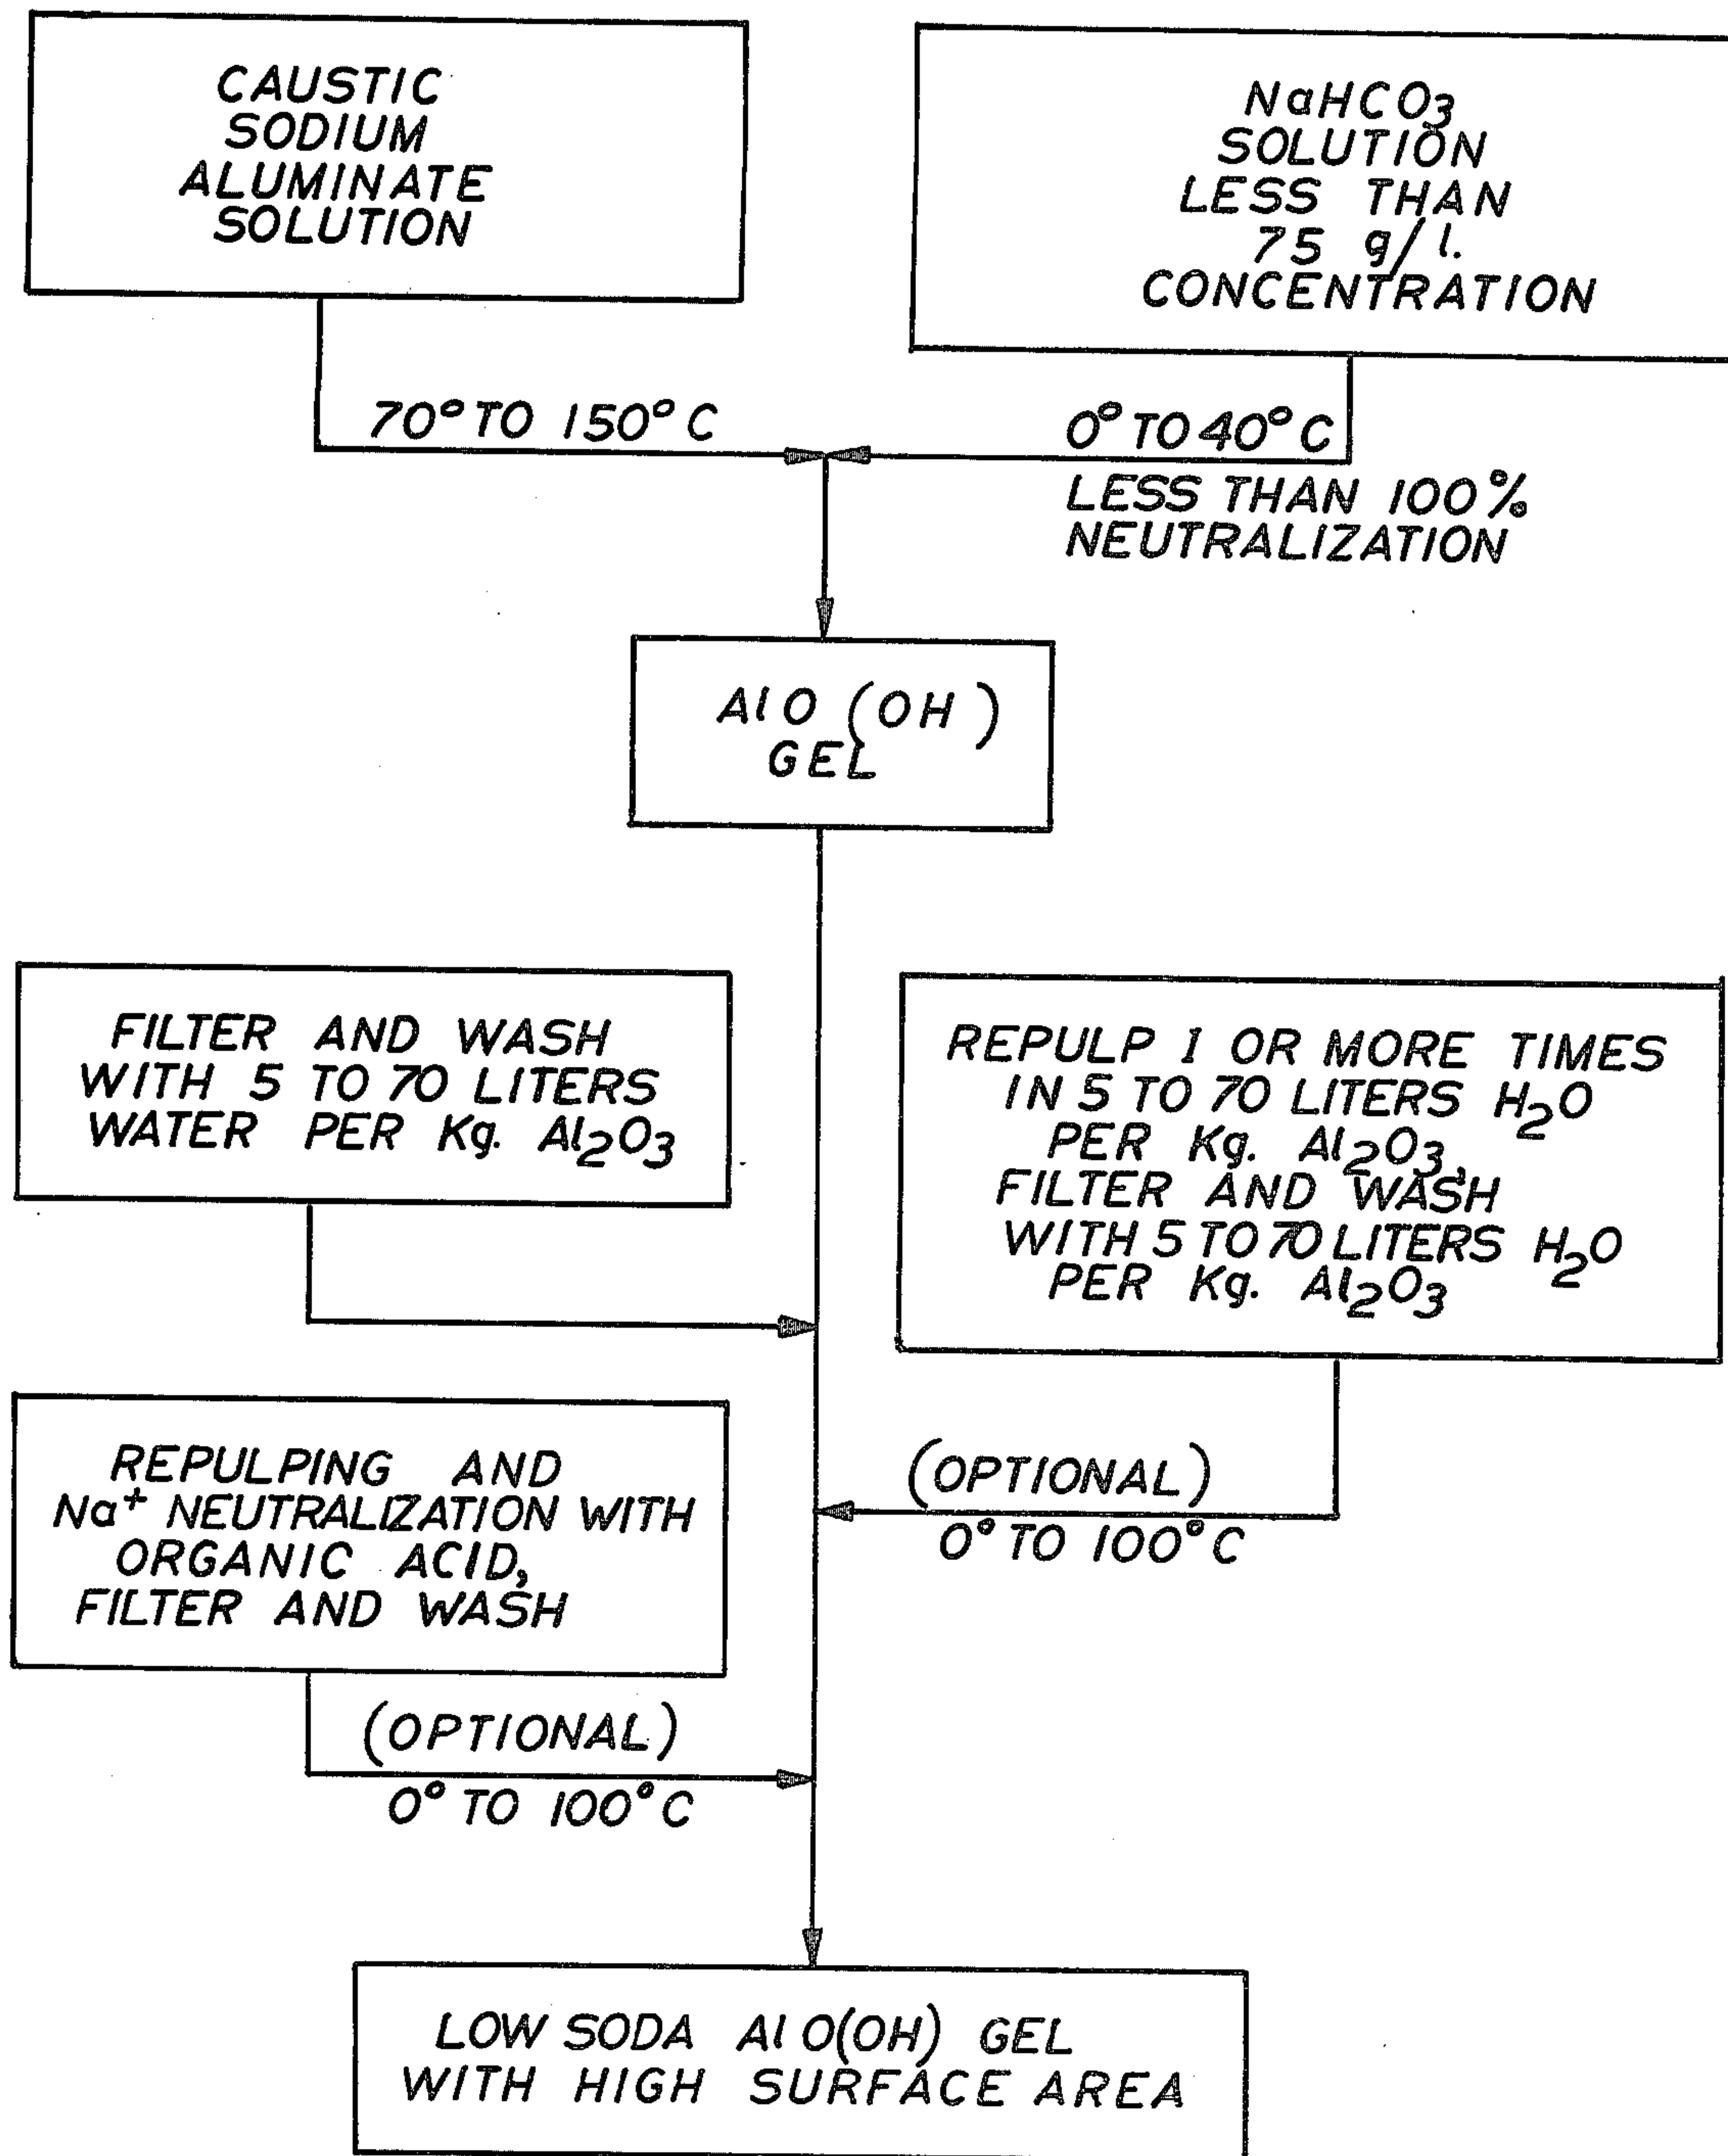 CAUSTIC
SODIUM
ALUMINATE
SOLUTION
NaHCO3
SOLUTION
LESS THAN
75 g/l.
CONCENTRATION
70° TO 150° C
0° TO 40° C
LESS THAN 100%
NEUTRALIZATION
AlO (OH)
GEL
FILTER AND WASH
WITH 5 TO 70 LITERS
WATER PER Kg. Al2O3
REPULP 1 OR MORE TIMES
IN 5 TO 70 LITERS H2O
PER Kg. Al2O3,
FILTER AND WASH
WITH 5 TO 70 LITERS H2O
PER Kg. Al2O3
(OPTIONAL)
0° TO 100° C
REPULPING AND
Na+ NEUTRALIZATION WITH
ORGANIC ACID,
FILTER AND WASH
(OPTIONAL)
0° TO 100° C
LOW SODA AlO(OH) GEL
WITH HIGH SURFACE AREA